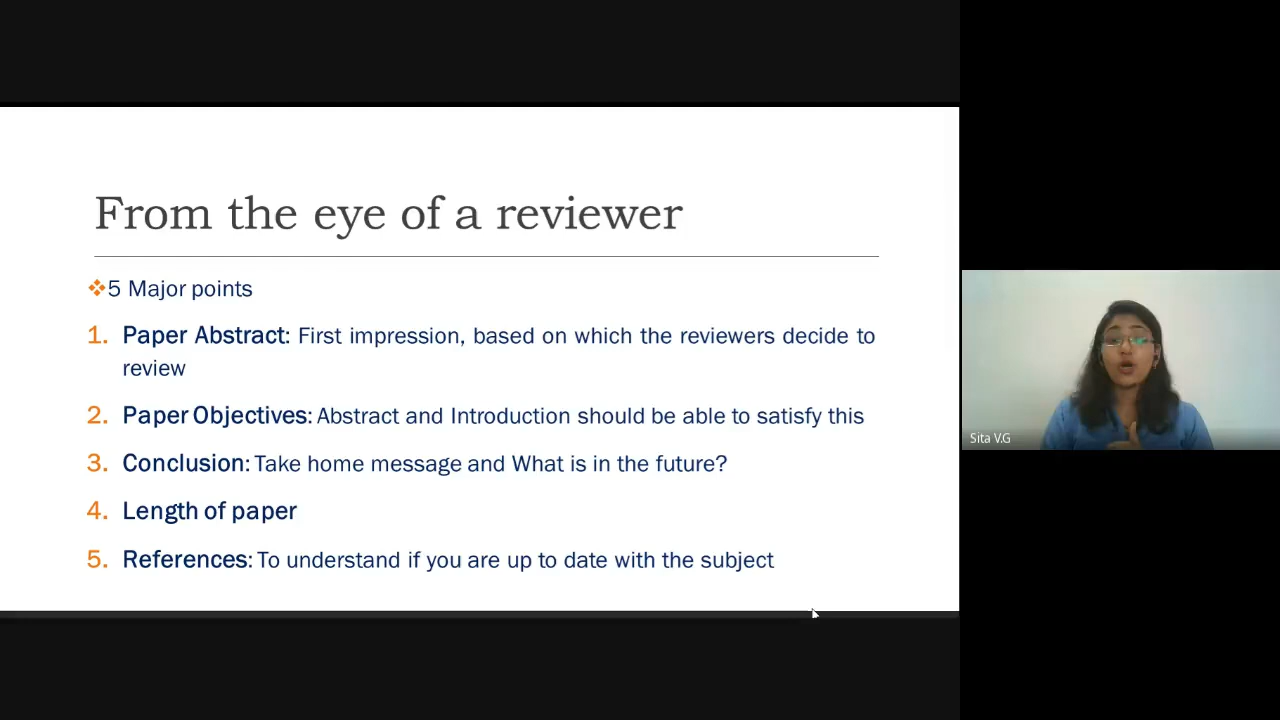 From the eye of a reviewer
❖5 Major points
1. Paper Abstract: First impression, based on which the reviewers decide to
review
2. Paper Objectives: Abstract and Introduction should be able to satisfy this
3. Conclusion: Take home message and What is in the future?
4. Length of paper
5. References: To understand if you are up to date with the subject
Sita V.G